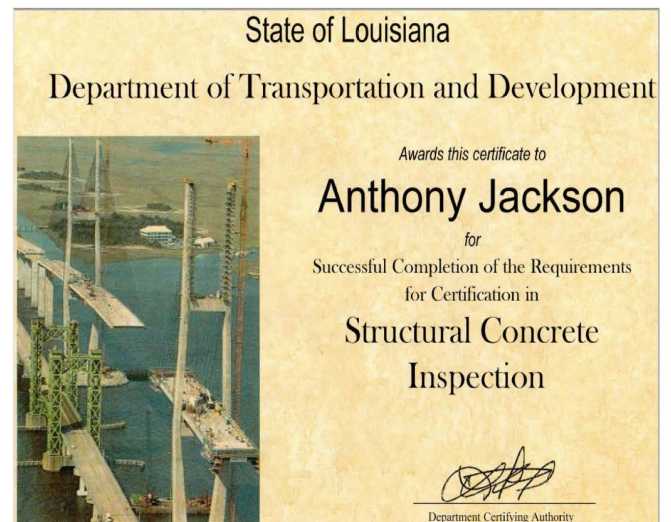 State of Louisiana
Department of Transportation and Development
Awards this certificate to
Anthony Jackson
for
Successful Completion of the Requirements
for Certification in
Structural Concrete
Inspection
Department Certifying Authority